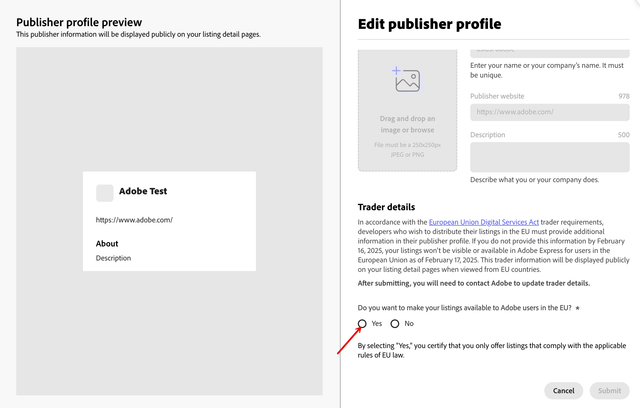 Publisher profile preview
This publisher information will be displayed publicly on your listing detail pages.
Adobe Test
https://www.adobe.com/
About
Description
Edit publisher profile
Drag and drop an
image or browse
File must be a 250x250px
JPEG or PNG
Enter your name or your company's name. It must
be unique.
Publisher website 978
https://www.adobe.com/
Description 500
Describe what you or your company does.
Trader details
In accordance with the European Union Digital Services Act trader requirements,
developers who wish to distribute their listings in the EU must provide additional
information in their publisher profile. If you do not provide this information by February
16, 2025, your listings won't be visible or available in Adobe Express for users in the
European Union as of February 17, 2025. This trader information will be displayed publicly
on your listing detail pages when viewed from EU countries.
After submitting, you will need to contact Adobe to update trader details.
Do you want to make your listings available to Adobe users in the EU? *
Yes No
By selecting "Yes," you certify that you only offer listings that comply with the applicable
rules of EU law.
Cancel Submit